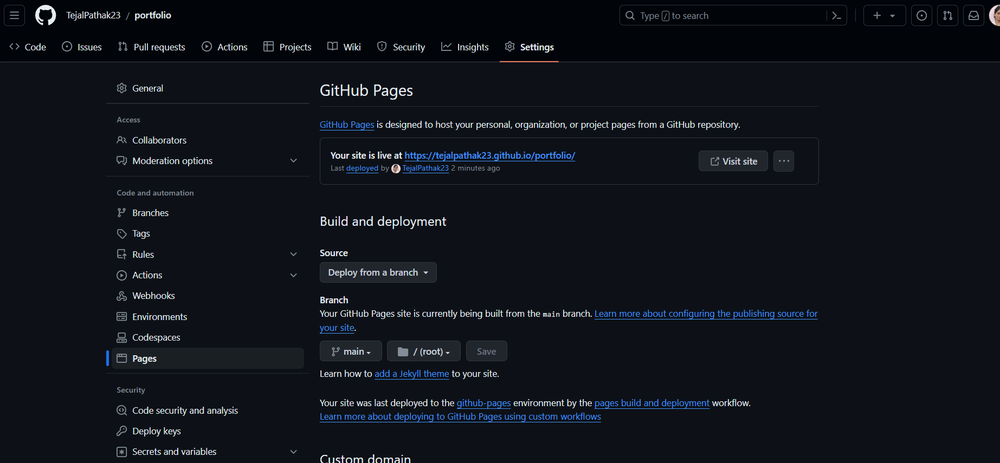 TejalPathak23 / portfolio
Type / to search
Code
Issues
Pull requests
Actions
Projects
Wiki
Security
Insights
Settings
General
Access
Collaborators
Moderation options
Code and automation
Branches
Tags
Rules
Actions
Webhooks
Environments
Codespaces
Pages
Security
Code security and analysis
Deploy keys
Secrets and variables
GitHub Pages
GitHub Pages is designed to host your personal, organization, or project pages from a GitHub repository.
Your site is live at https://tejalpathak23.github.io/portfolio/
Last deployed by TejalPathak23 2 minutes ago
Visit site
Build and deployment
Source
Deploy from a branch
Branch
Your GitHub Pages site is currently being built from the main branch. Learn more about configuring the publishing source for
your site.
main
/ (root)
Save
Learn how to add a Jekyll theme to your site.
Your site was last deployed to the github-pages environment by the pages build and deployment workflow.
Learn more about deploying to GitHub Pages using custom workflows
Custom domain